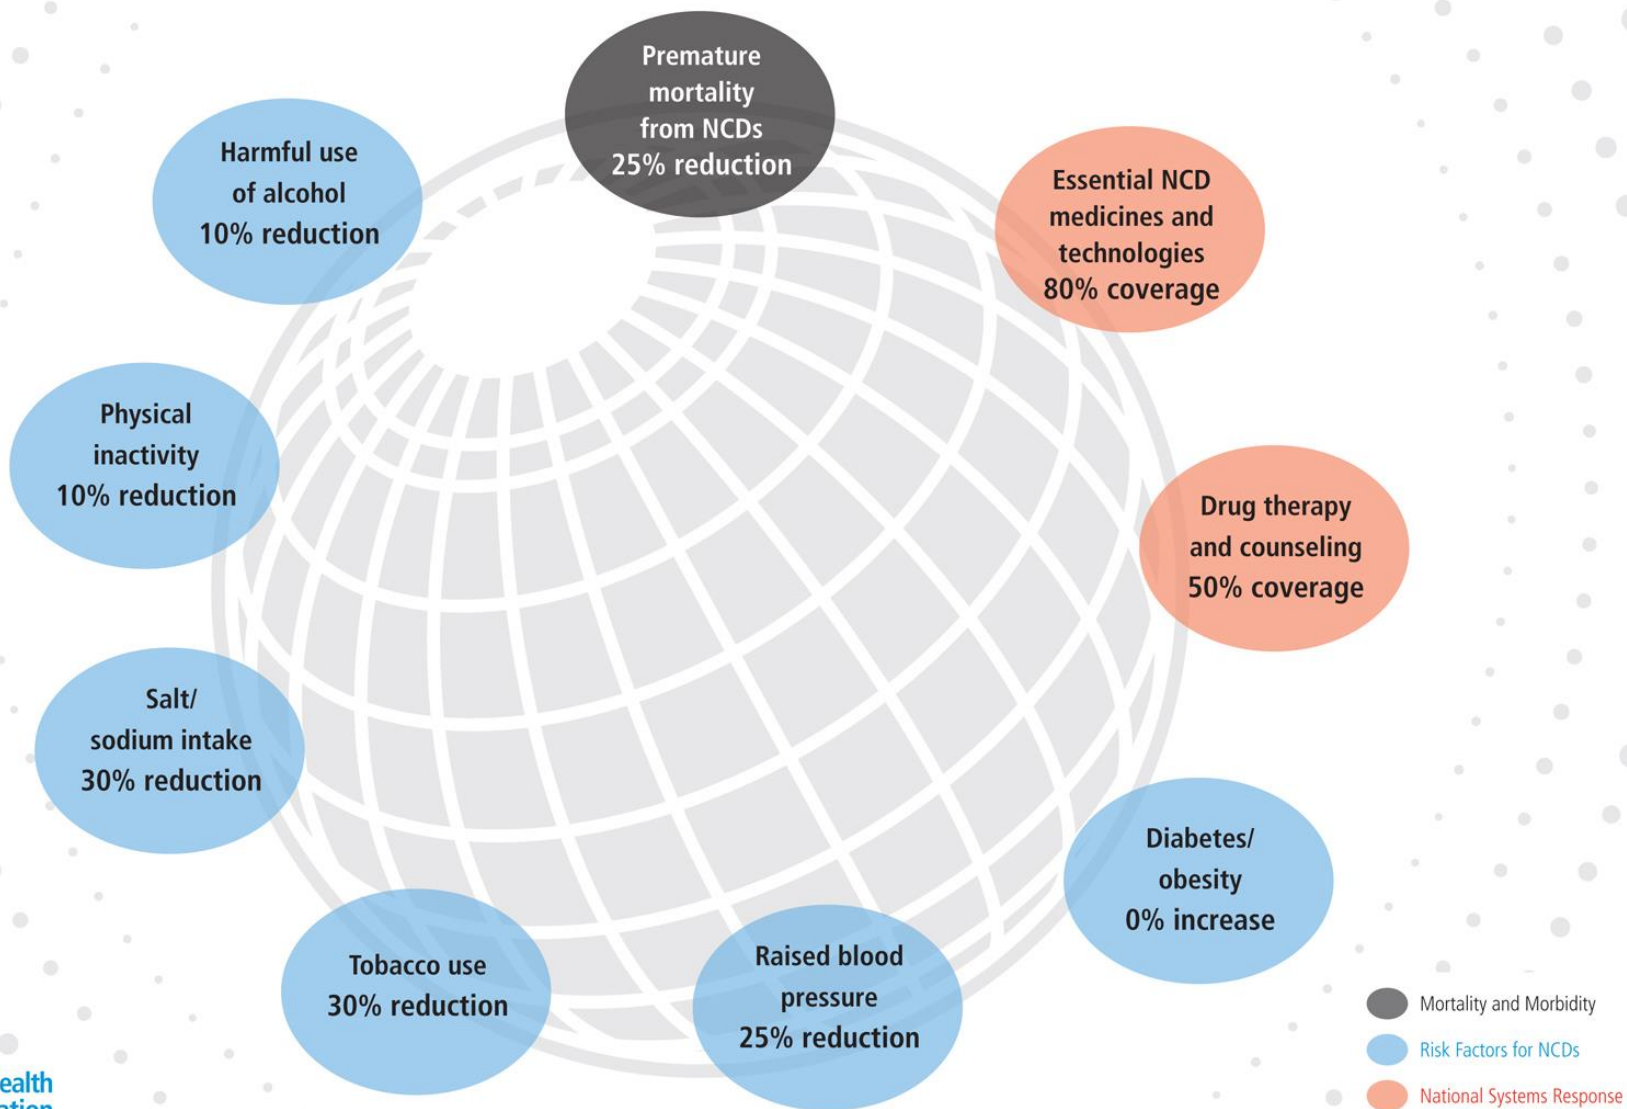 Premature
mortality
from NCDs
25% reduction
Harmful use
of alcohol
10% reduction
Essential NCD
medicines and
technologies
80% coverage
Physical
inactivity
10% reduction
Drug therapy
and counseling
50% coverage
Salt/
sodium intake
30% reduction
Diabetes/
obesity
0% increase
Tobacco use
30% reduction
Raised blood
pressure
25% reduction
Mortality and Morbidity
Risk Factors for NCDs
National Systems Response